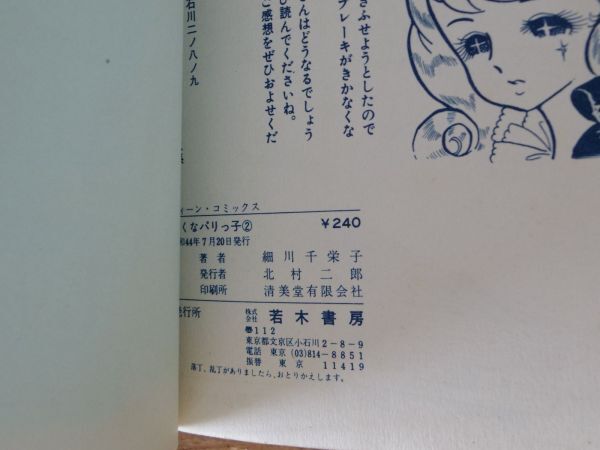 さふせようとしたので
ブレーキがきかなくな
んはどうなるでしょう
読んでくださいね。
ご感想をぜひおよせくだ
石川二ノ八ノ九
ィーン・コミックス
くなパリっ子② ¥240
44年7月20日発行
著者 細川千栄子
発行者 北村二郎
印刷所 清美堂有限会社
発行所 株式会社 若木書房
〠112
東京都文京区小石川2-8-9
電話 東京(03)814-8851
振替 東京 11419
落丁、乱丁がありましたら、おとりかえします。